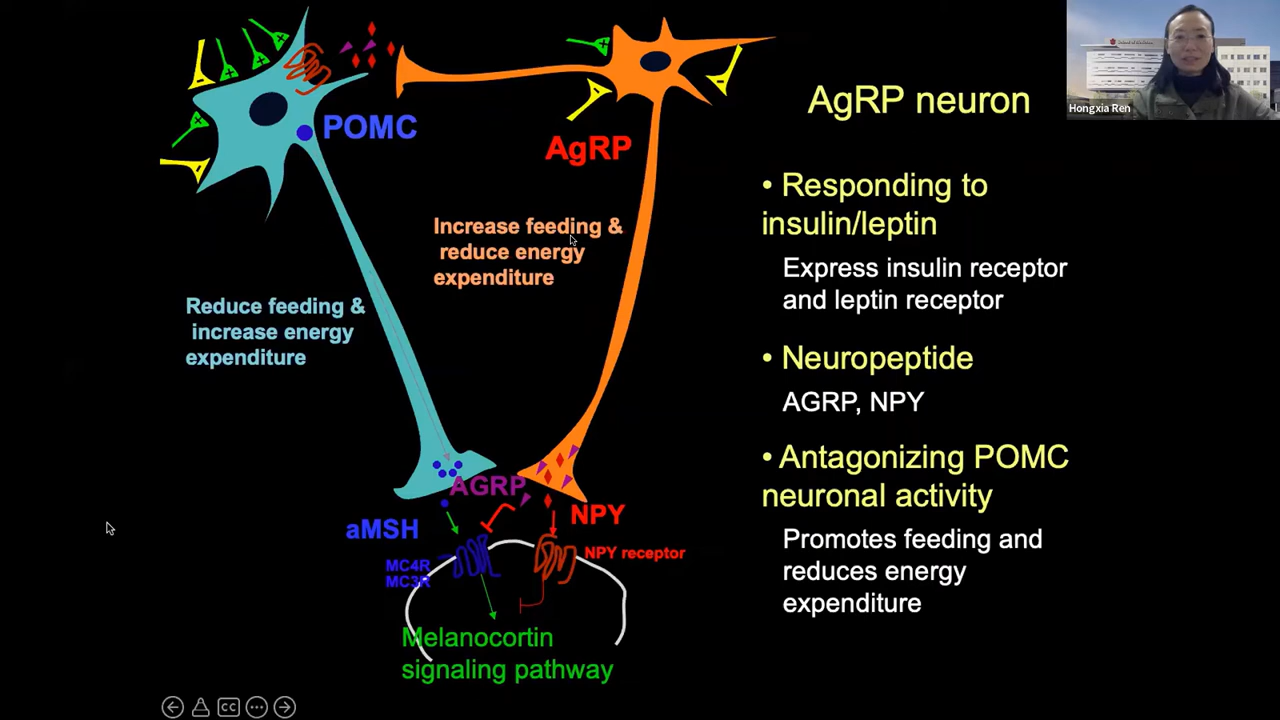 Hongxia Ren
AgRP neuron
POMC
AgRP
Increase feeding &
reduce energy
expenditure
Reduce feeding &
increase energy
expenditure
AGRP
aMSH
NPY
MC4R
MC3R
NPY receptor
Melanocortin
signaling pathway
• Responding to
insulin/leptin
Express insulin receptor
and leptin receptor
• Neuropeptide
AGRP, NPY
• Antagonizing POMC
neuronal activity
Promotes feeding and
reduces energy
expenditure
CC